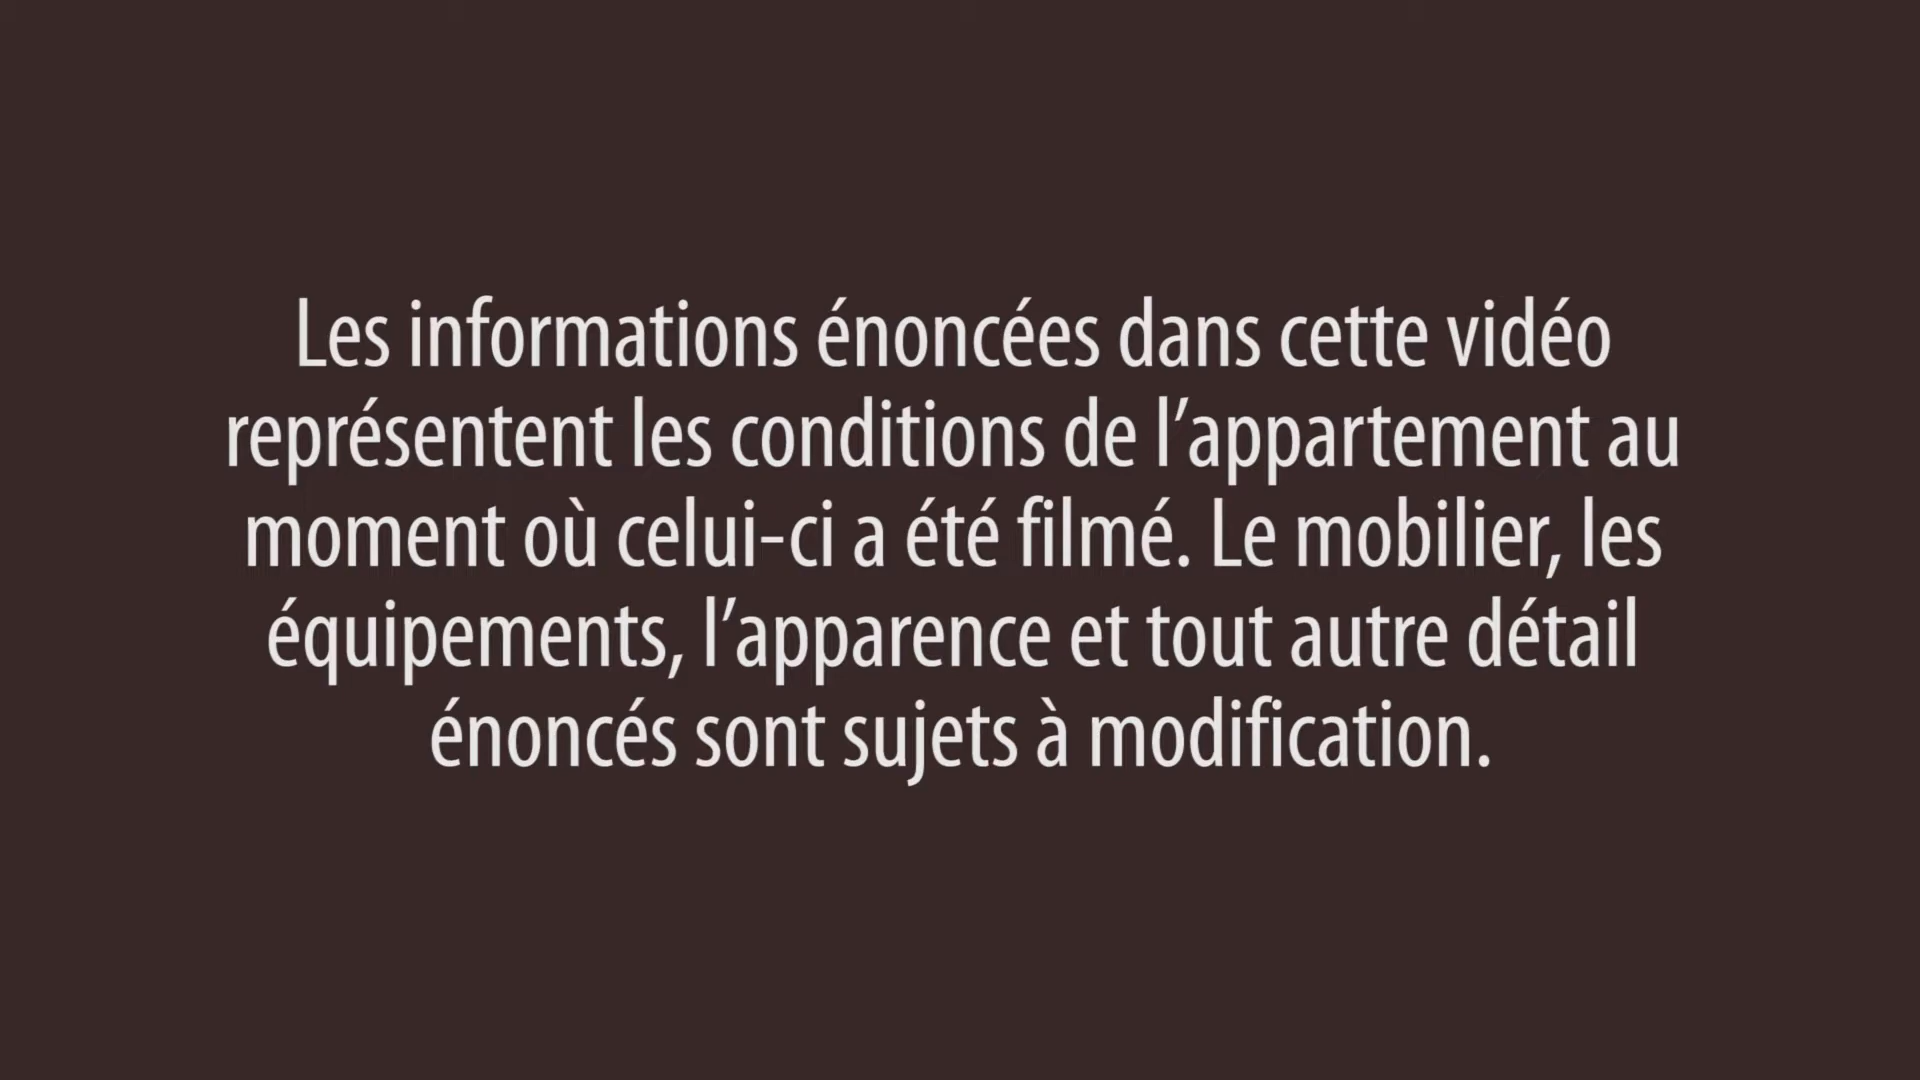 Les informations énoncées dans cette vidéo
représentent les conditions de l’appartement au
moment où celui-ci a été filmé. Le mobilier, les
équipements, l’apparence et tout autre détail
énoncés sont sujets à modification.